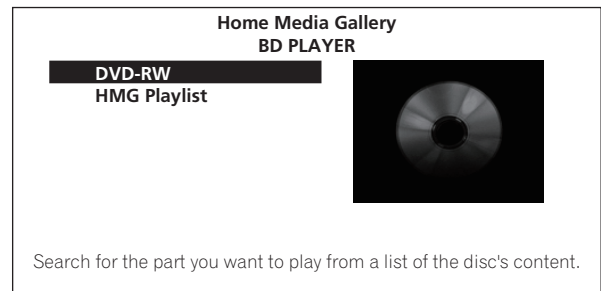 Home Media Gallery
BD PLAYER
DVD-RW
HMG Playlist
Search for the part you want to play from a list of the disc's content.